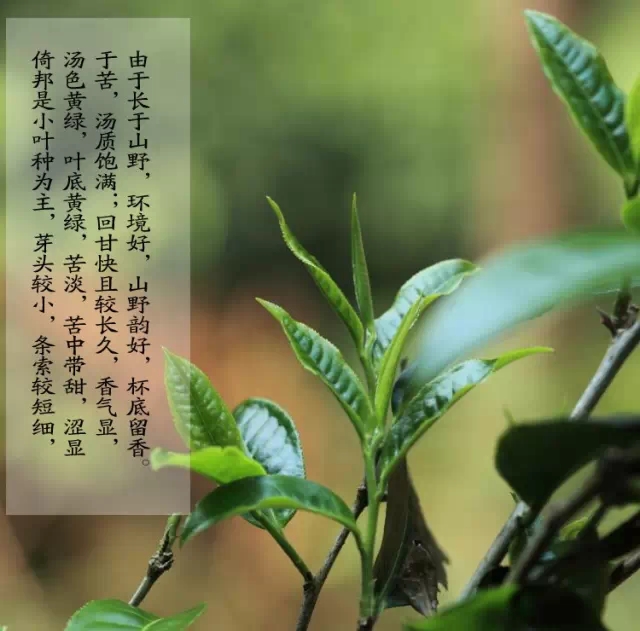 倚邦是小叶种为主，芽头较小，条索较短细，
汤色黄绿，叶底黄绿，苦淡，苦中带甜，涩显
于苦，汤质饱满；回甘快且较长久，香气显，
由于长于山野，环境好，山野韵好，杯底留香。